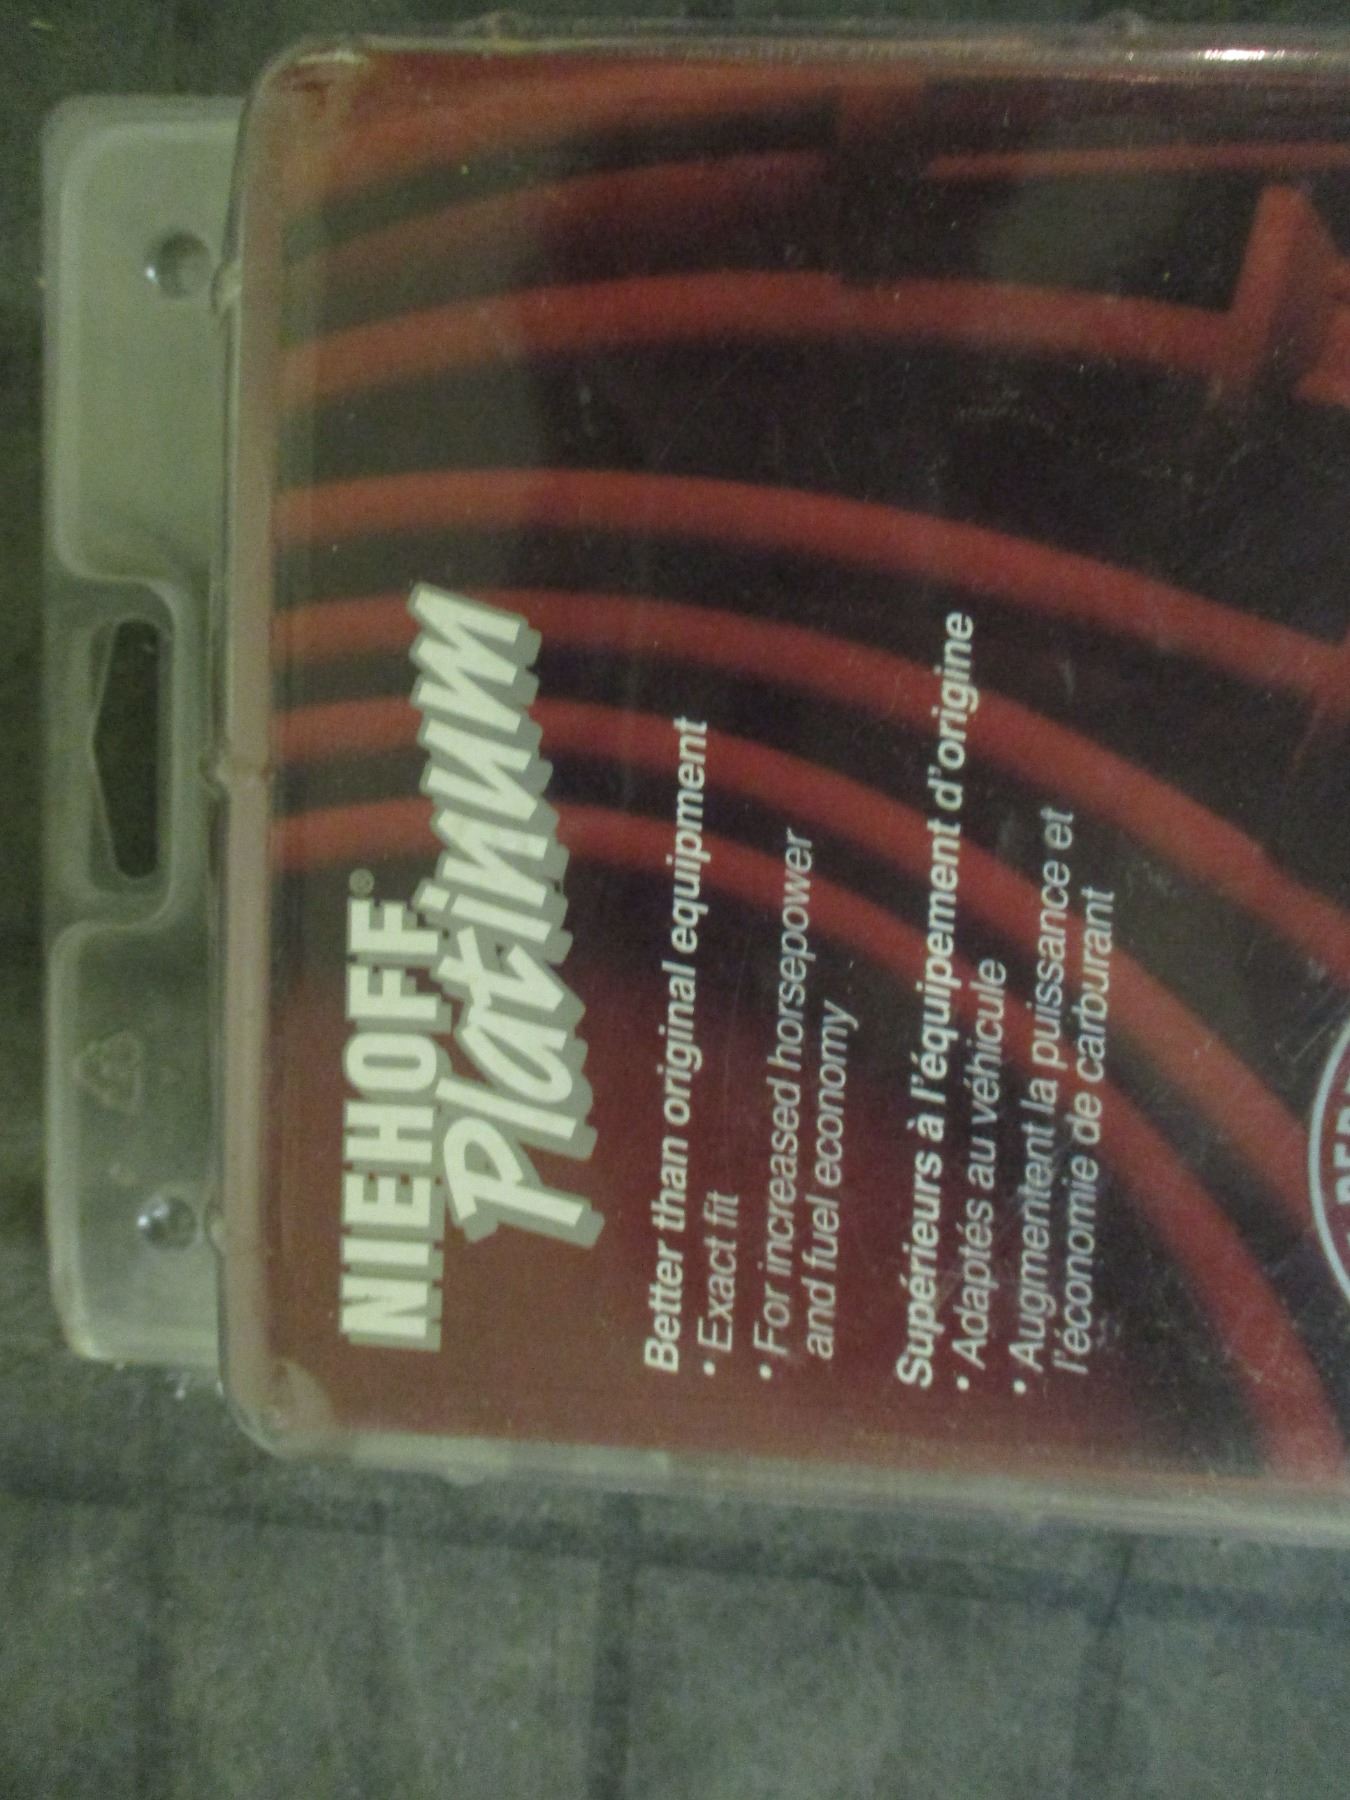 NIEHOFF®
Platinum
Better than original equipment
• Exact fit
• For increased horsepower
and fuel economy
Supérieurs à l'équipement d'origine
• Adaptés au véhicule
• Augmentent la puissance et
l'économie de carburant